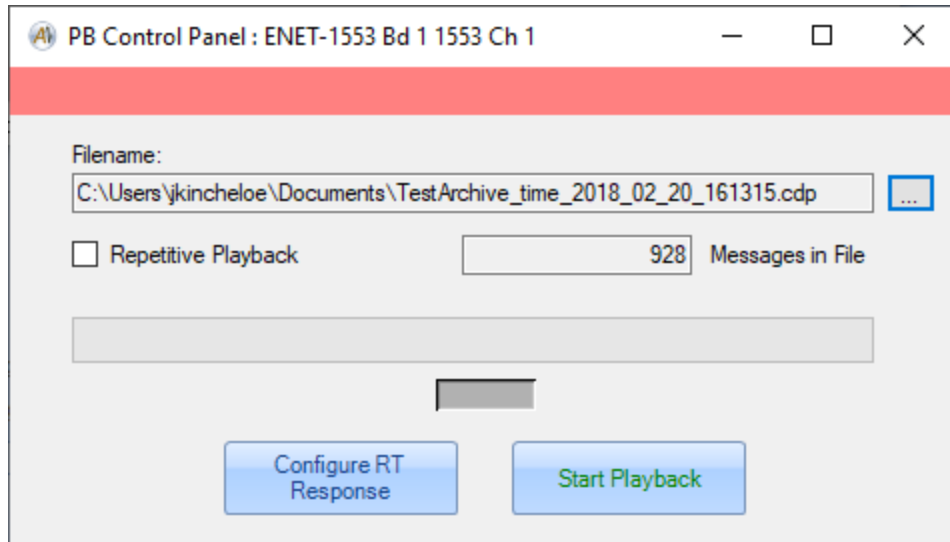 PB Control Panel : ENET-1553 Bd 1 1553 Ch 1
Filename:
C:\Users\jkincheloe\Documents\TestArchive_time_2018_02_20_161315.cdp
...
Repetitive Playback
928 Messages in File
Configure RT
Response
Start Playback